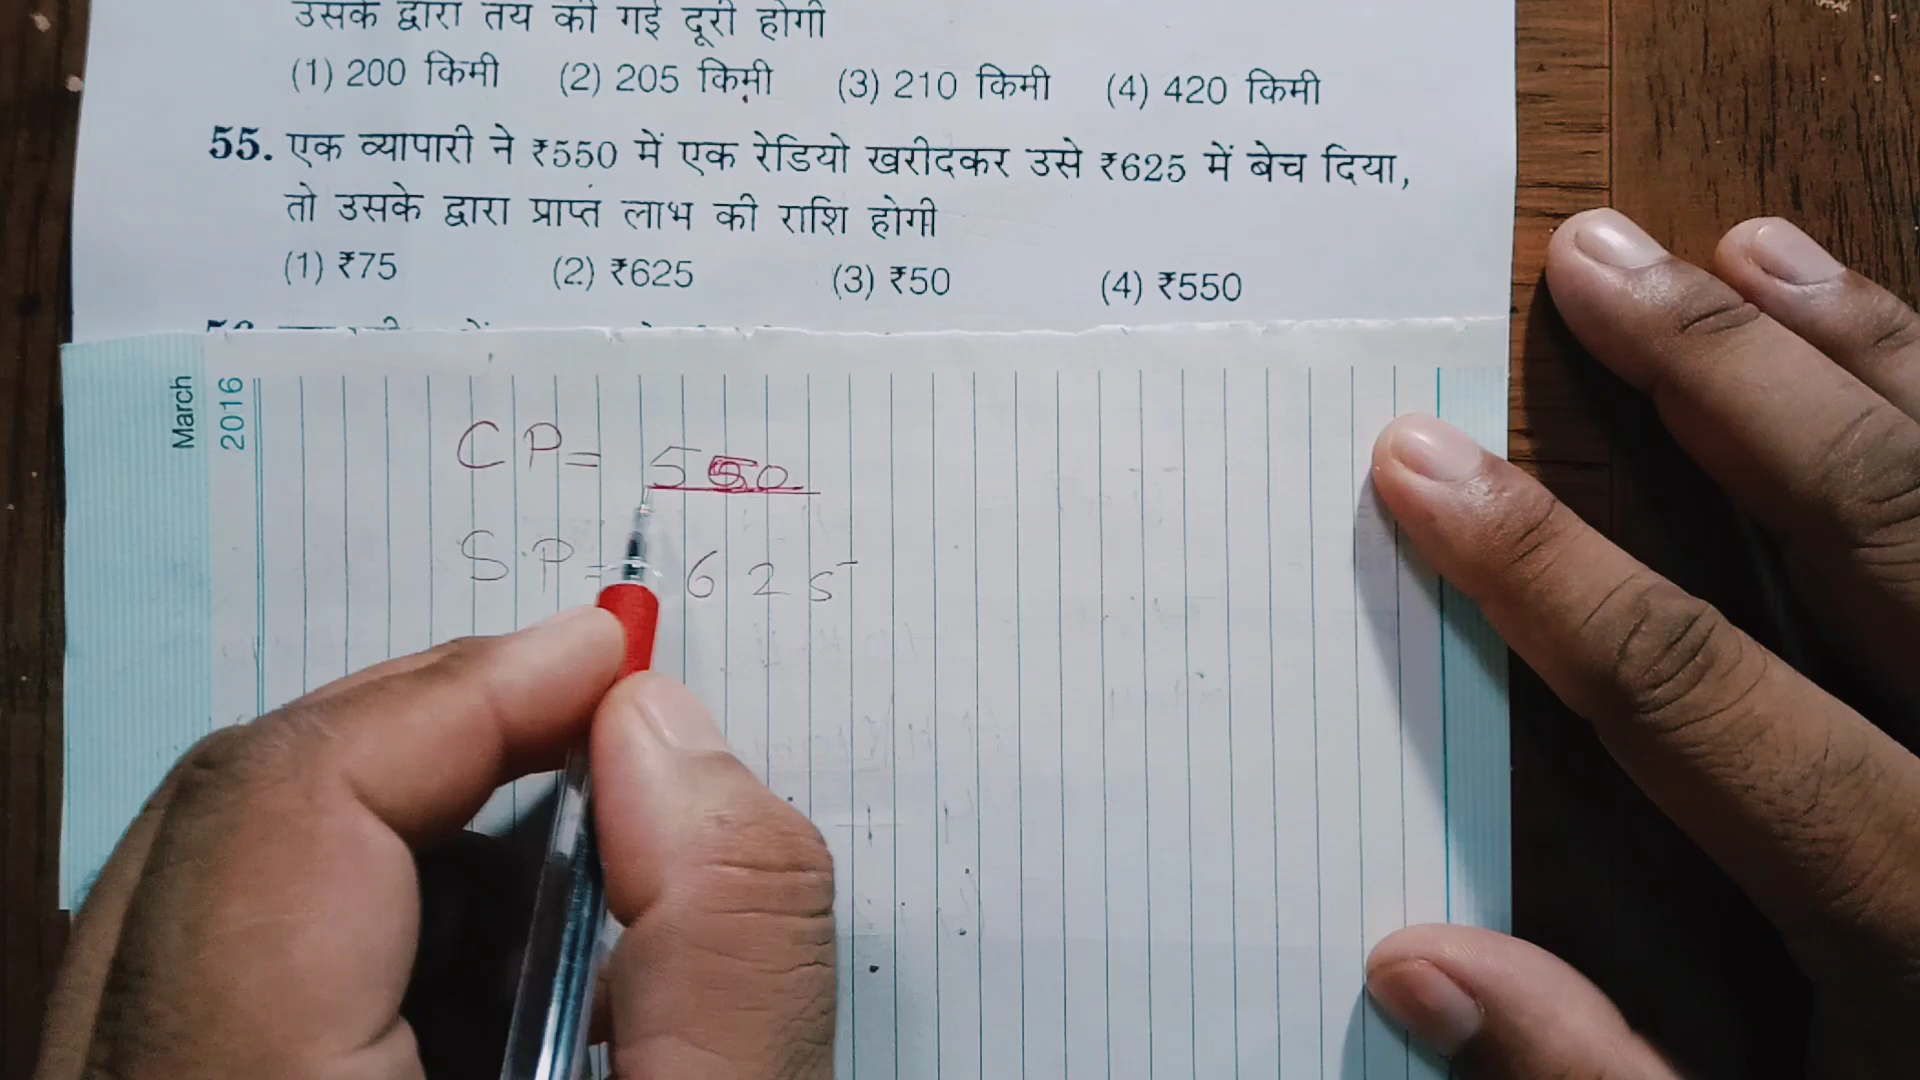 उसके द्वारा तय की गई दूरी होगी
(1) 200 किमी (2) 205 किमी (3) 210 किमी (4) 420 किमी
55. एक व्यापारी ने ₹550 में एक रेडियो खरीदकर उसे ₹625 में बेच दिया,
तो उसके द्वारा प्राप्त लाभ की राशि होगी
(1) ₹75 (2) ₹625 (3) ₹50 (4) ₹550
March
2016
CP= 550
S.P= 625